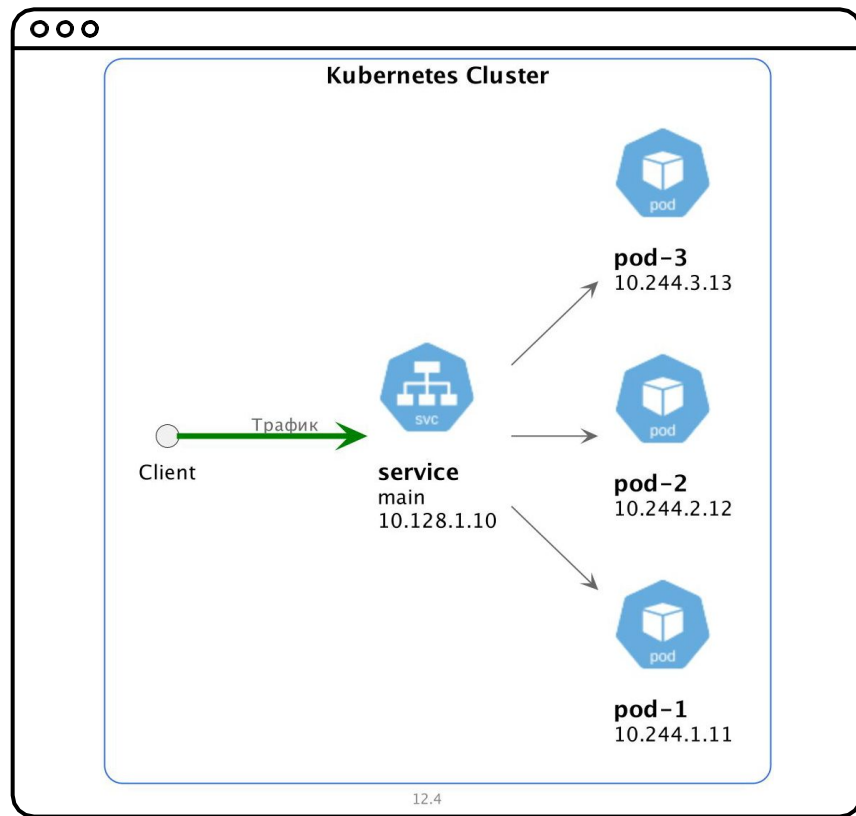 Kubernetes Cluster
pod
pod-3
10.244.3.13
svc
Трафик
Client
service
main
10.128.1.10
pod
pod-2
10.244.2.12
pod
pod-1
10.244.1.11
12.4